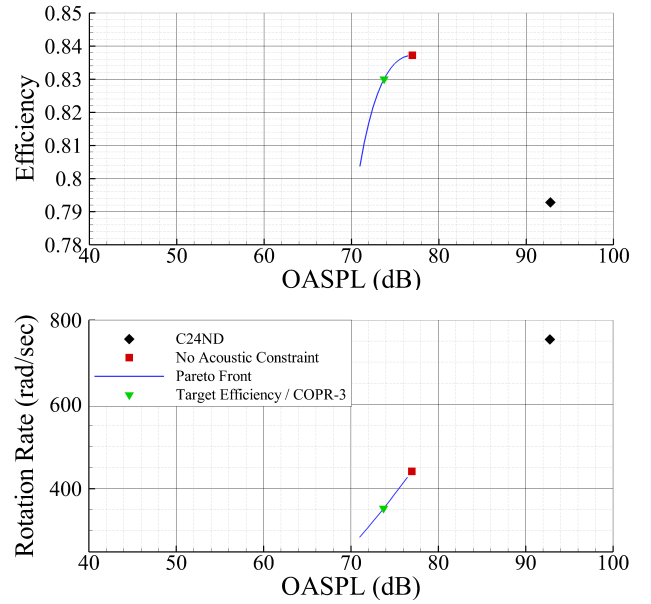 0.85
0.84
0.83
0.82
0.81
0.8
0.79
0.78
Efficiency
40 50 60 70 80 90 100
OASPL (dB)
800
600
400
Rotation Rate (rad/sec)
C24ND
No Acoustic Constraint
Pareto Front
Target Efficiency / COPR-3
40 50 60 70 80 90 100
OASPL (dB)